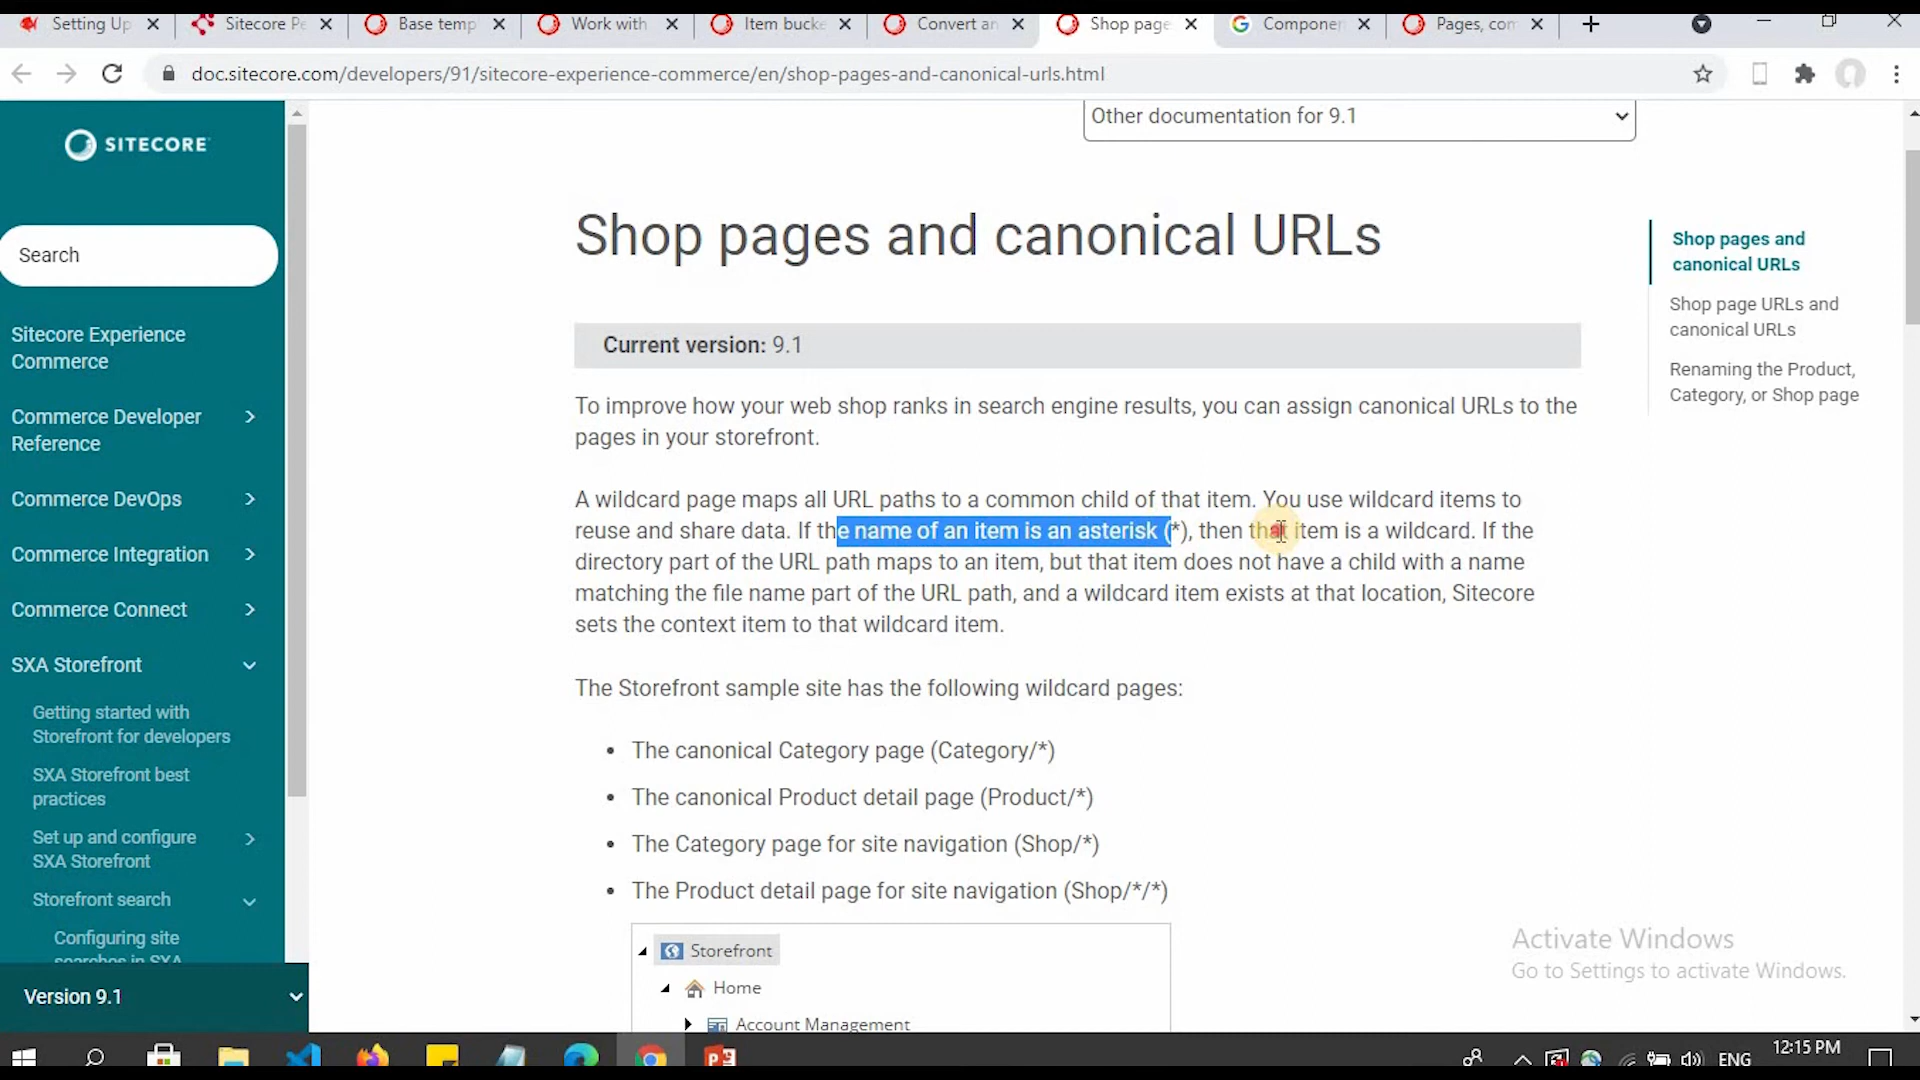 Setting Up
Sitecore Pe
Base temp
Work with
Item bucke
Convert an
Shop page
Componen
Pages, con
doc.sitecore.com/developers/91/sitecore-experience-commerce/en/shop-pages-and-canonical-urls.html
SITECORE
Search
Sitecore Experience
Commerce
Commerce Developer
Reference
Commerce DevOps
Commerce Integration
Commerce Connect
SXA Storefront
Getting started with
Storefront for developers
SXA Storefront best
practices
Set up and configure
SXA Storefront
Storefront search
Configuring site
searches in SXA
Version 9.1
Other documentation for 9.1
Shop pages and canonical URLs
Current version: 9.1
To improve how your web shop ranks in search engine results, you can assign canonical URLs to the
pages in your storefront.
A wildcard page maps all URL paths to a common child of that item. You use wildcard items to
reuse and share data. If the name of an item is an asterisk (*), then that item is a wildcard. If the
directory part of the URL path maps to an item, but that item does not have a child with a name
matching the file name part of the URL path, and a wildcard item exists at that location, Sitecore
sets the context item to that wildcard item.
The Storefront sample site has the following wildcard pages:
• The canonical Category page (Category/*)
• The canonical Product detail page (Product/*)
• The Category page for site navigation (Shop/*)
• The Product detail page for site navigation (Shop/*/*)
Storefront
Home
Account Management
Shop pages and
canonical URLs
Shop page URLs and
canonical URLs
Renaming the Product,
Category, or Shop page
Activate Windows
Go to Settings to activate Windows.
ENG
12:15 PM